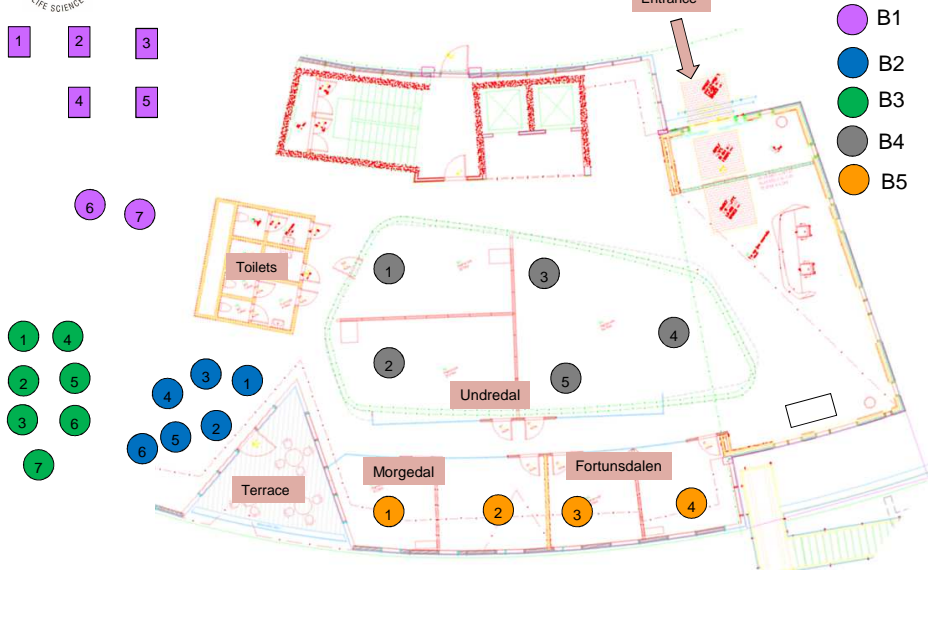 LIFE SCIENCE
Entrance
B1
B2
B3
B4
B5
1 2 3
4 5
6 7
Toilets
1
3
4
2
5
Undredal
1 4
2 5
3 6
7
3 1
4
2
5
6
Terrace
Morgedal
Fortunsdalen
1 2 3 4